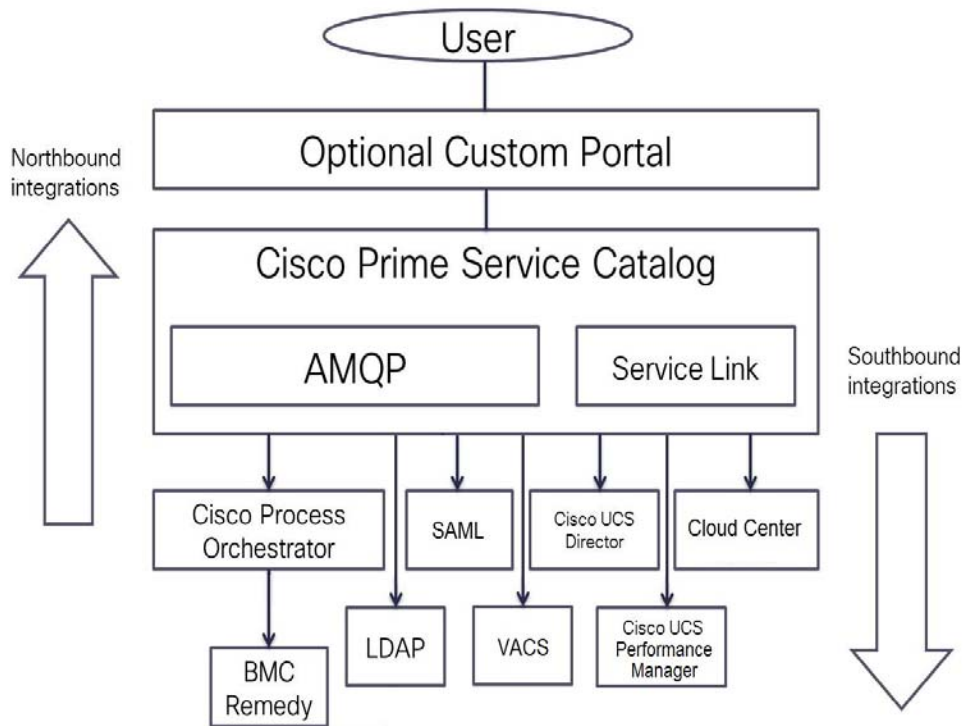 User
Optional Custom Portal
Northbound
integrations
Cisco Prime Service Catalog
AMQP
Service Link
Southbound
integrations
Cisco Process
Orchestrator
SAML
Cisco UCS
Director
Cloud Center
BMC
Remedy
LDAP
VACS
Cisco UCS
Performance
Manager